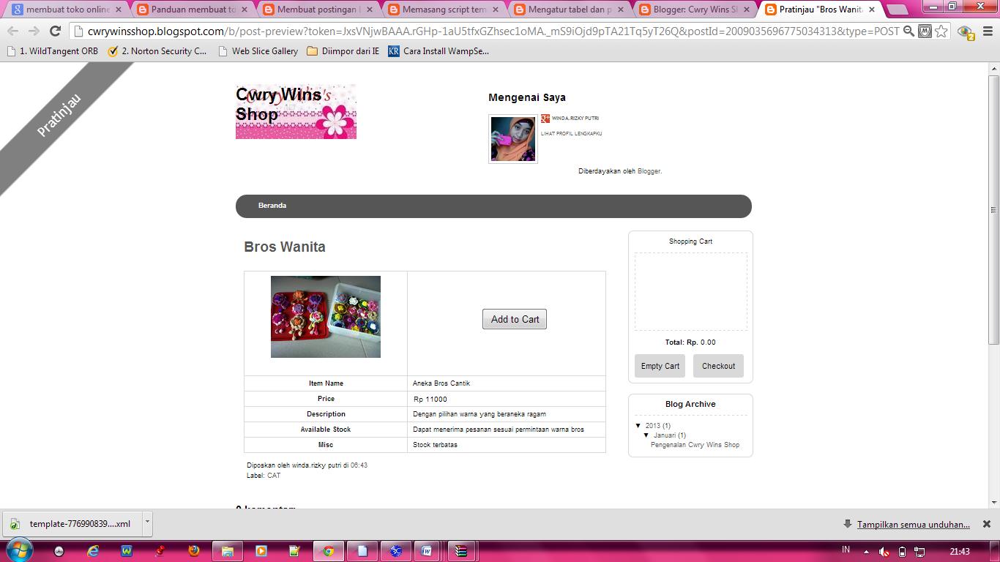 membuat toko online
Panduan membuat to
Membuat postingan l
Memasang script tem
Mengatur tabel dan p
Blogger: Cwry Wins Sh
Pratinjau "Bros Wanita
cwrywinsshop.blogspot.com/b/post-preview?token=JxsVNjwBAAA.rGHp-1aU5tfxGZhsec1oMA._mS9iOjd9pTA21Tq5yT26Q&postId=2009035696775034313&type=POST
1. WildTangent ORB
2. Norton Security C...
Web Slice Gallery
Diimpor dari IE
KR Cara Install WampSe...
Pratinjau
Cwry Wins
Shop
Mengenai Saya
WINDA.RIZKY PUTRI
LIHAT PROFIL LENGKAPKU
Diberdayakan oleh Blogger.
Beranda
Bros Wanita
Add to Cart
Item Name Aneka Bros Cantik
Price Rp 11000
Description Dengan pilihan warna yang beraneka ragam
Available Stock Dapat menerima pesanan sesuai permintaan warna bros
Misc Stock terbatas
Diposkan oleh winda.rizky putri di 06:43
Label: CAT
Shopping Cart
Total: Rp. 0.00
Empty Cart Checkout
Blog Archive
▼ 2013 (1)
▼ Januari (1)
Pengenalan Cwry Wins Shop
0 komentar:
template-776990839....xml
Tampilkan semua unduhan...
IN
21:43